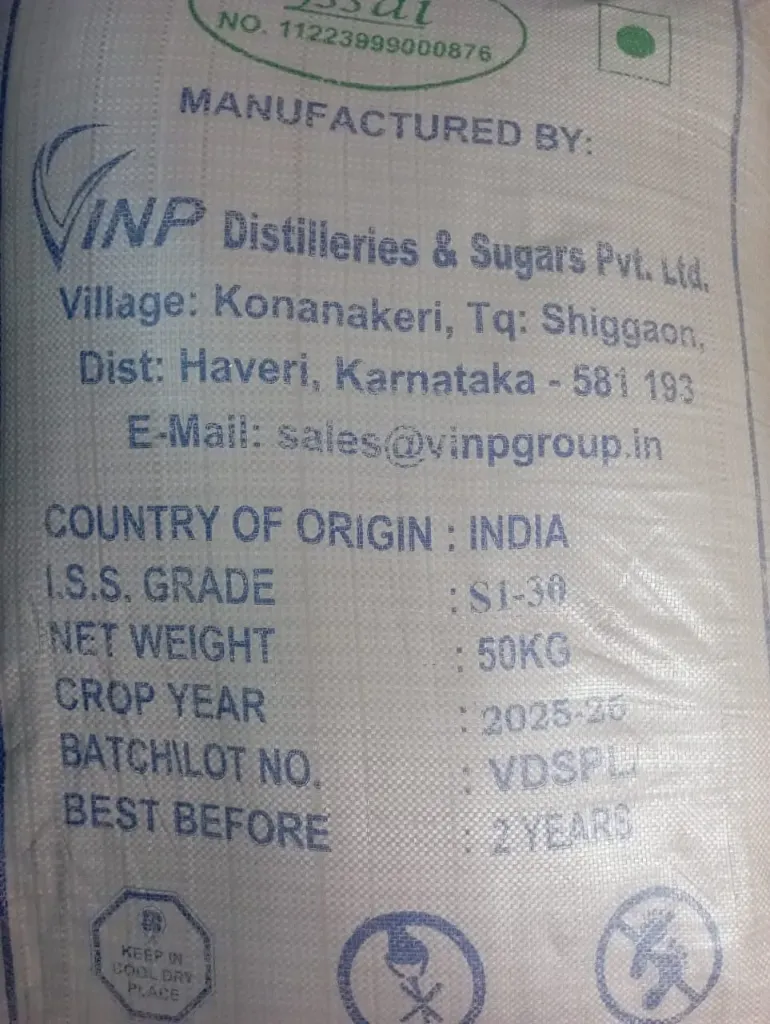 fssai
NO. 11223999000876
MANUFACTURED BY:
VINP Distilleries & Sugars Pvt. Ltd.
Village: Konanakeri, Tq: Shiggaon,
Dist: Haveri, Karnataka - 581 193
E-Mail: sales@vinpgroup.in
COUNTRY OF ORIGIN : INDIA
I.S.S. GRADE : S1-30
NET WEIGHT : 50KG
CROP YEAR : 2025-26
BATCH\LOT NO. : VDSPL/
BEST BEFORE : 2 YEARS
KEEP IN
COOL DRY
PLACE